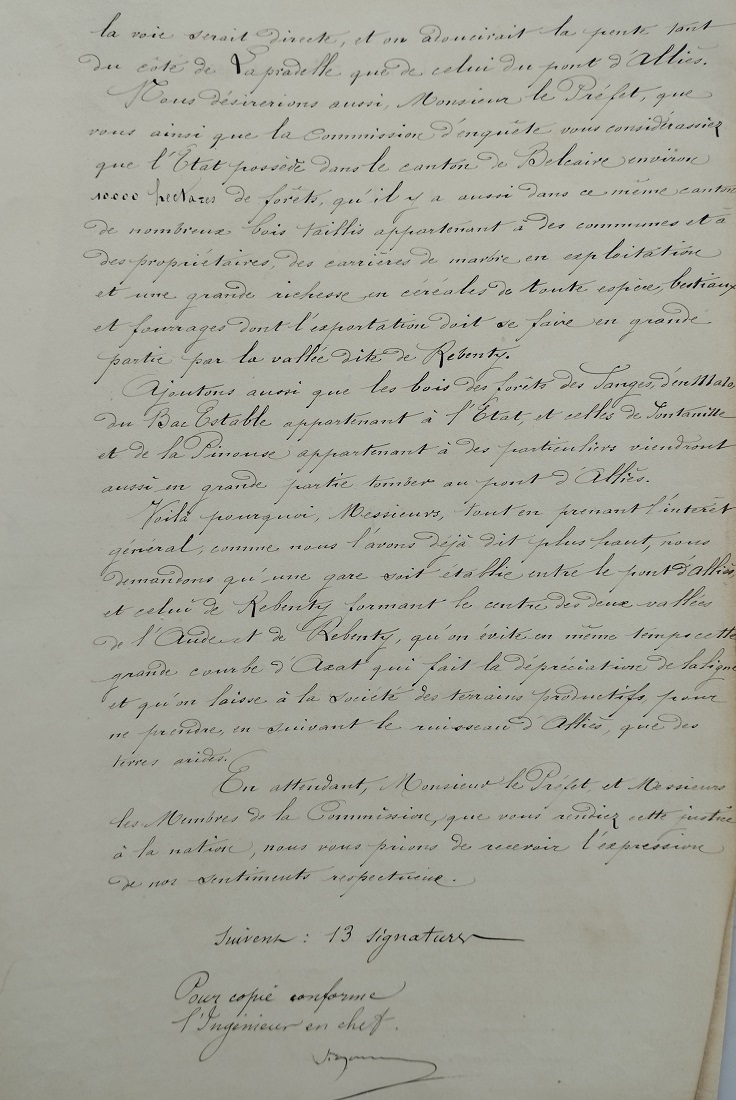 la voie serait directe, et on adoucirait la pente tant
du côté de Lapradelle que de celui du pont d'Alliès.
Nous désirerions aussi, Monsieur le Préfet, que
vous ainsi que la Commission d'enquête vous considérassiez
que l'Etat possède dans le canton de Belcaire environ
10000 hectares de forêts, qu'il y a aussi dans ce même canton
de nombreux bois taillis appartenant à des communes et à
des propriétaires, des carrières de marbre en exploitation
et une grande richesse en céréales de toute espèce, bestiaux
et fourrages dont l'exportation doit se faire en grande
partie par la vallée dite de Rebenty.
Ajoutons aussi que les bois des forêts des Fanges, d'en Malo,
du Bac Estable appartenant à l'Etat, et celles de Fontanille
et de la Pinouse appartenant à des particuliers viendront
aussi en grande partie tomber au pont d'Alliès.
Voilà pourquoi, Messieurs, tout en prenant l'intérêt
général, comme nous l'avons déjà dit plus haut, nous
demandons qu'une gare soit établie entre le pont d'Alliès,
et celui de Rebenty formant le centre des deux vallées
de l'Aude et de Rebenty, qu'on évite en même temps cette
grande courbe d'Axat qui fait la dépréciation de la ligne
et qu'on laisse à la société des terrains productifs, pour
ne prendre, en suivant le ruisseau d'Alliès, que des
terres arides.
En attendant, Monsieur le Préfet, et Messieurs
les Membres de la Commission, que vous rendiez cette justice
à la nation, nous vous prions de recevoir l'expression
de nos sentiments respectueux.
Suivent : 13 signatures
Pour copie conforme
l'Ingénieur en chef.